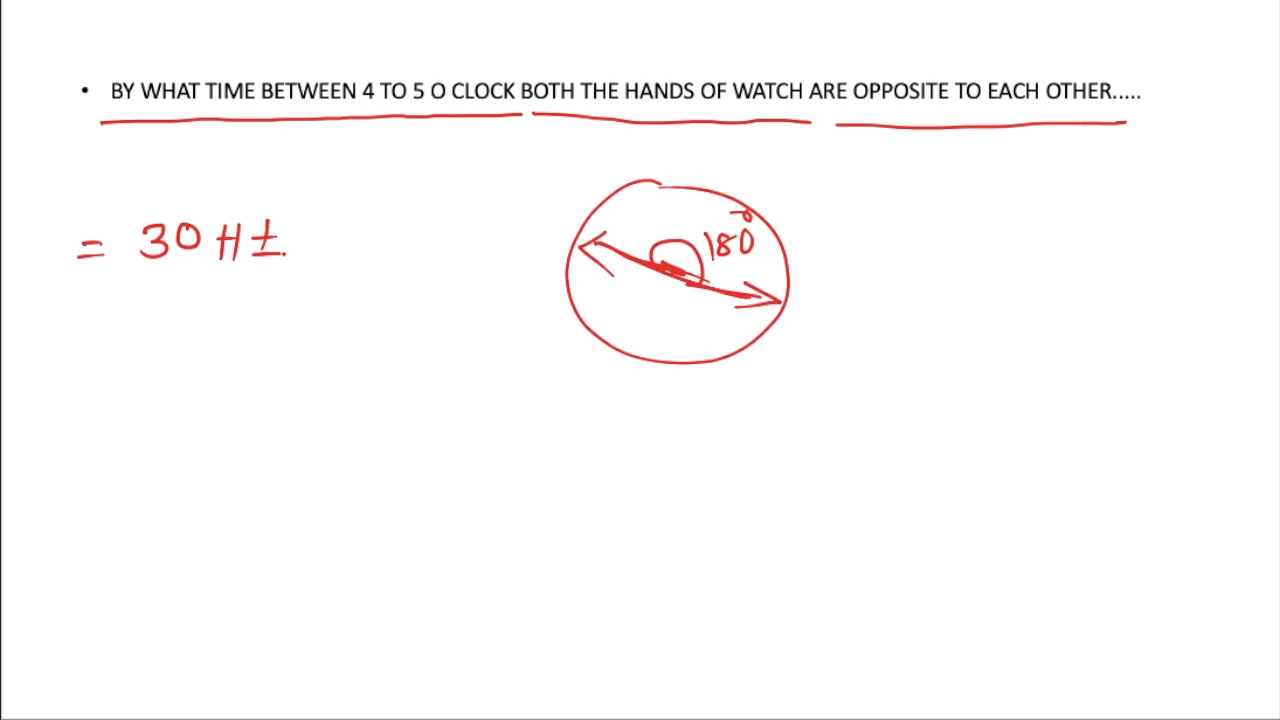 • BY WHAT TIME BETWEEN 4 TO 5 O CLOCK BOTH THE HANDS OF WATCH ARE OPPOSITE TO EACH OTHER.....
= 30 H ±
180°